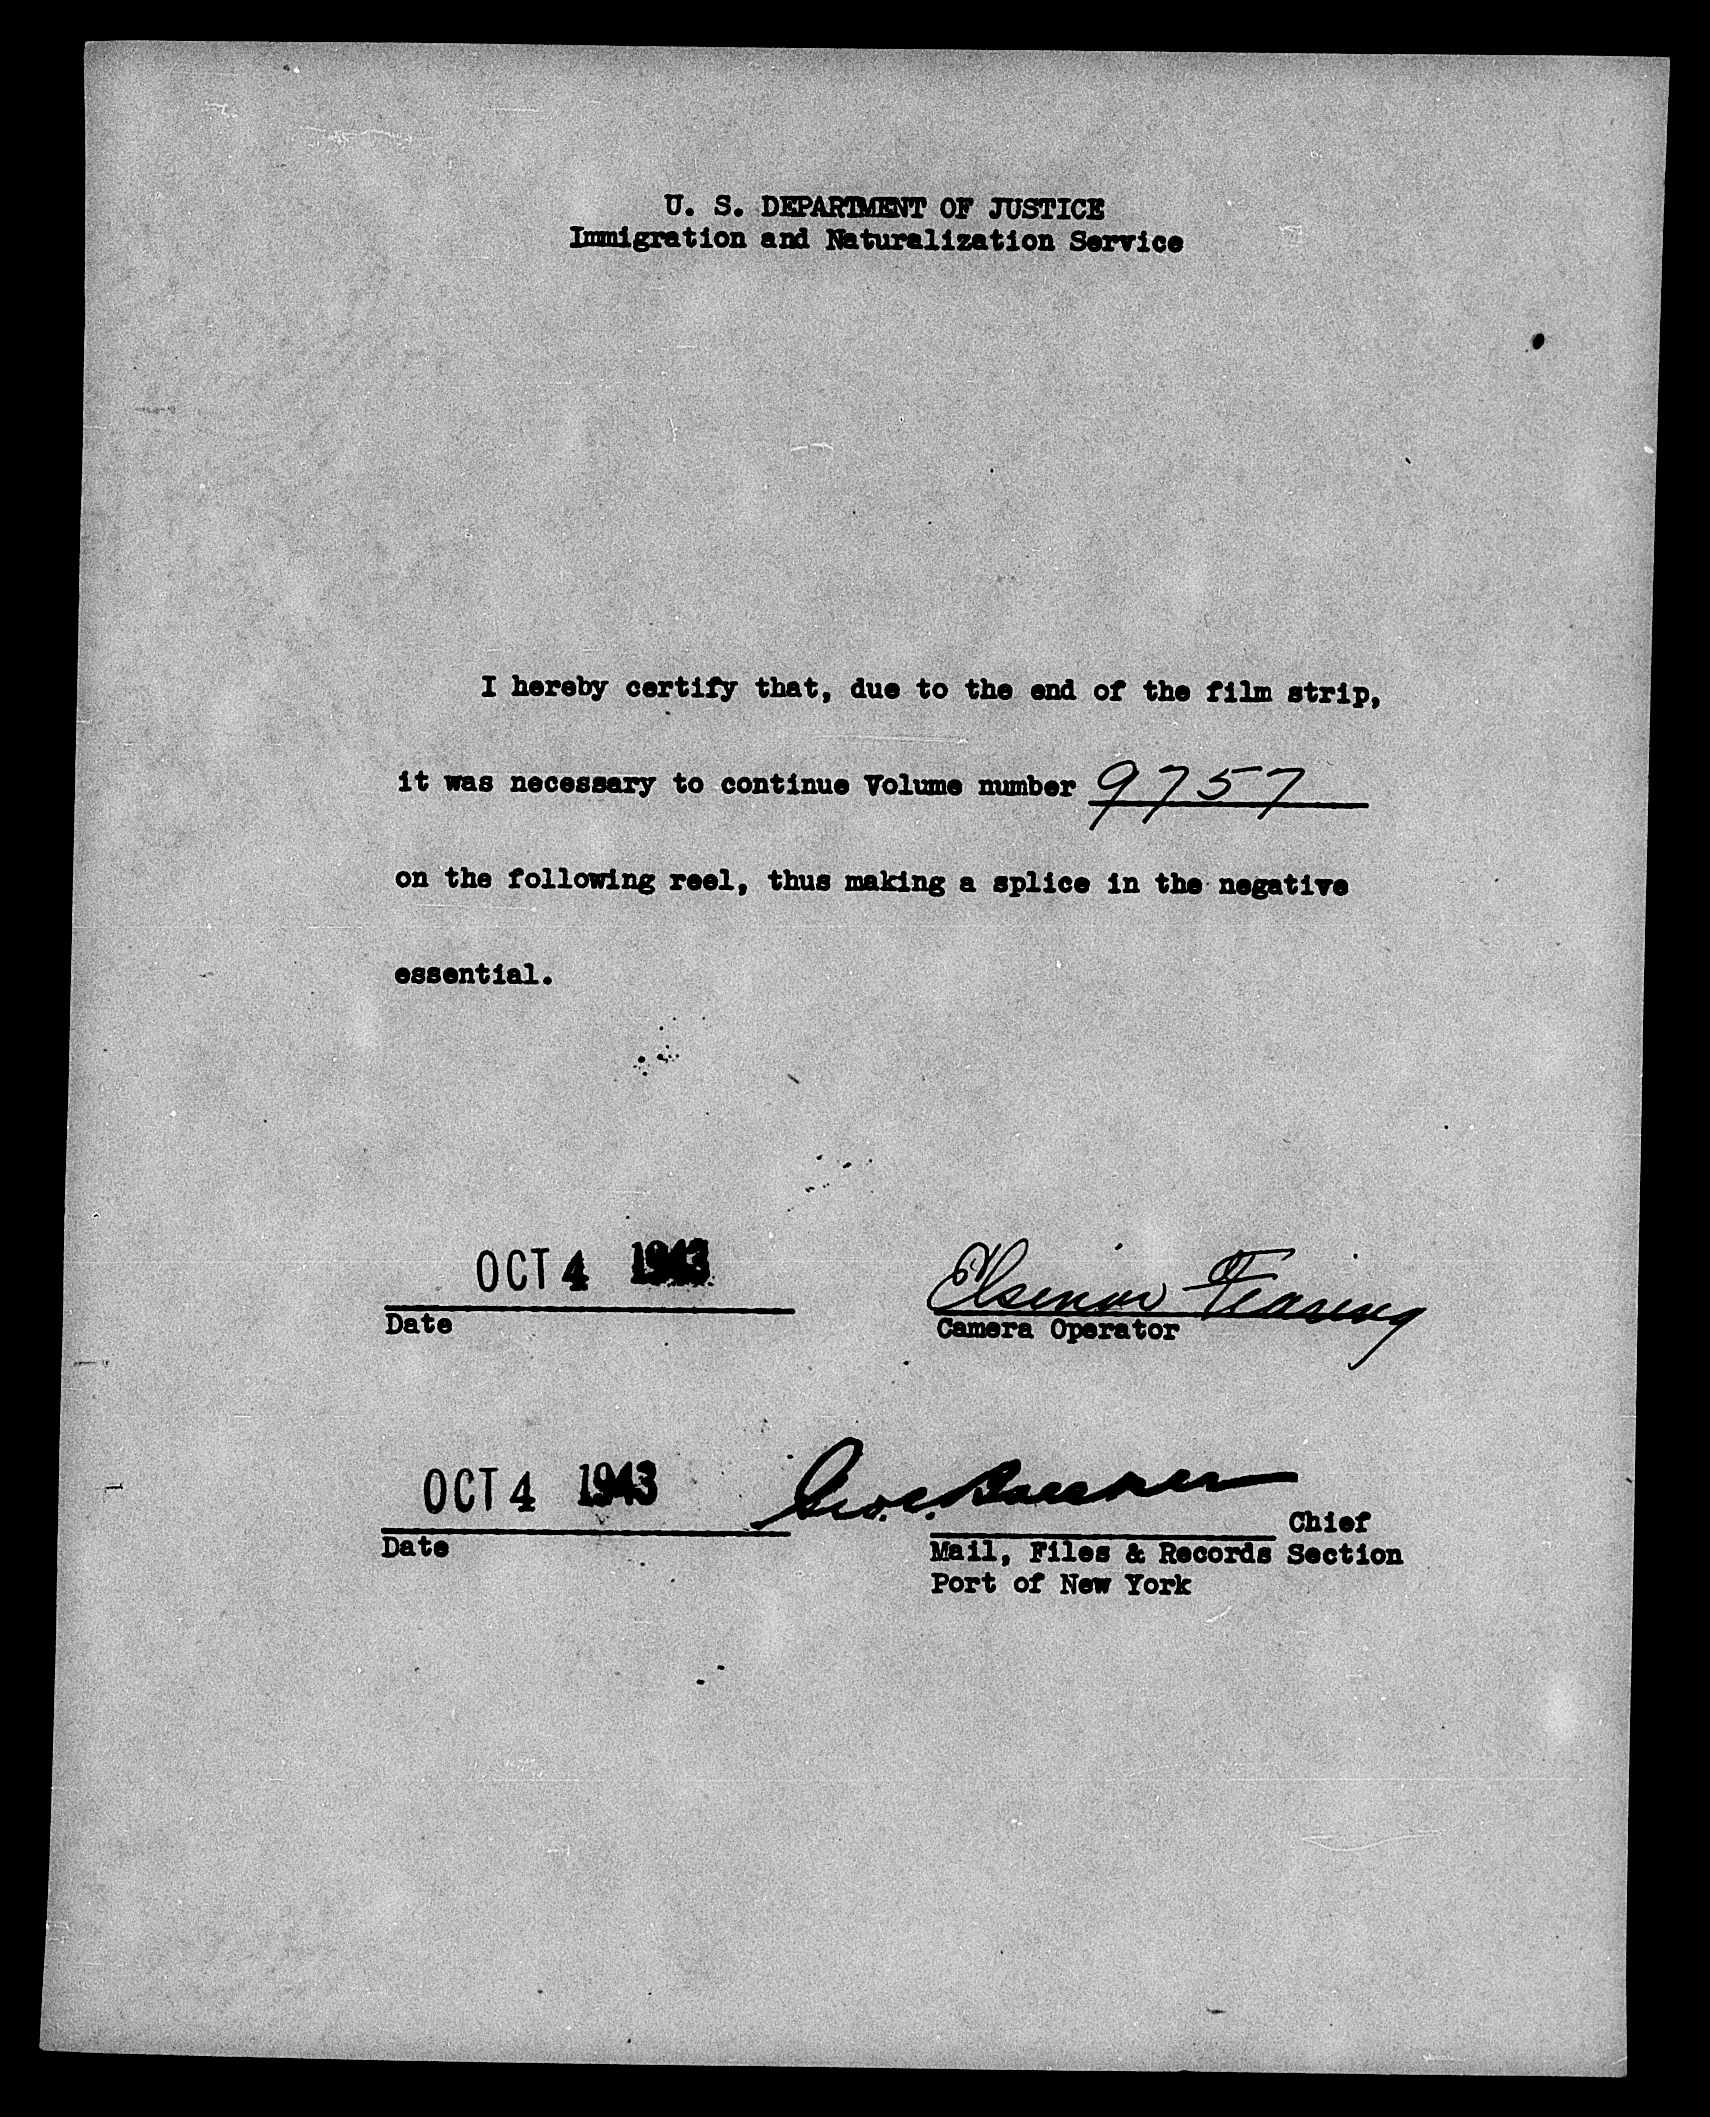 U. S. DEPARTMENT OF JUSTICE
Immigration and Naturalization Service
I hereby certify that, due to the end of the film strip,
it was necessary to continue Volume number 9757
on the following reel, thus making a splice in the negative
essential.
OCT 4 1943
Date
Camera Operator
OCT 4 1943
Date
Geo. C.
Chief
Mail, Files & Records Section
Port of New York